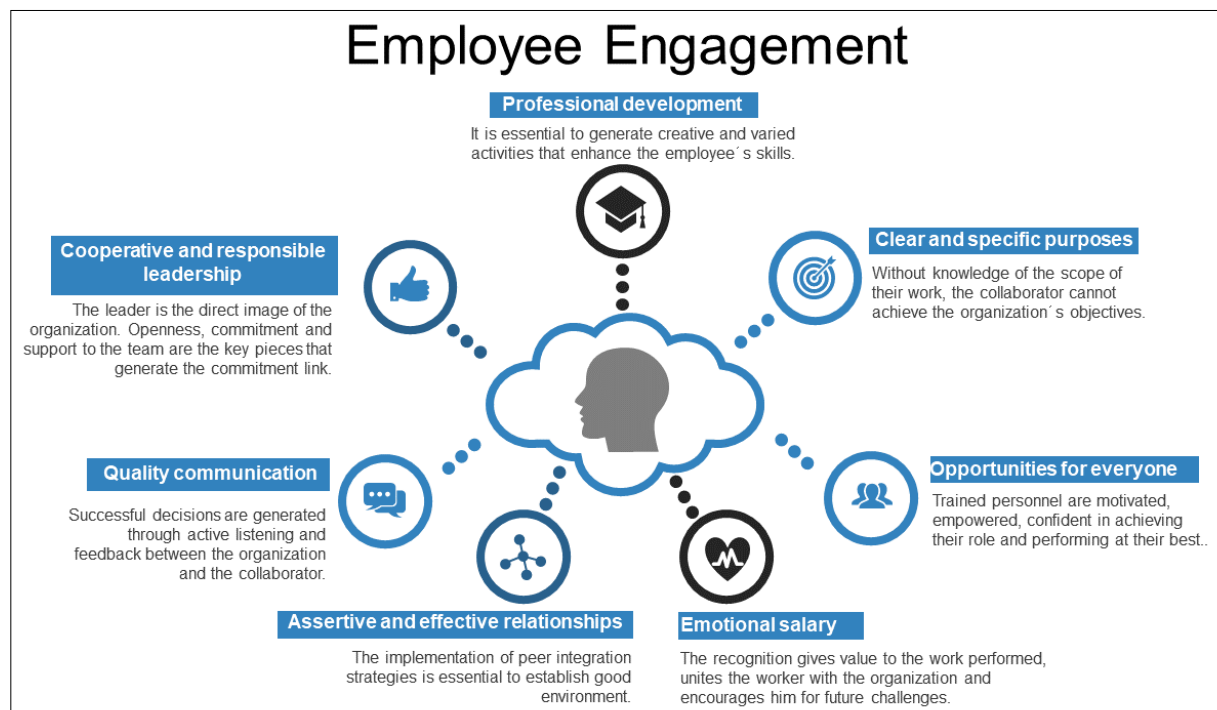 Employee Engagement
Professional development
It is essential to generate creative and varied
activities that enhance the employee´s skills.
Cooperative and responsible
leadership
The leader is the direct image of the
organization. Openness, commitment and
support to the team are the key pieces that
generate the commitment link.
Clear and specific purposes
Without knowledge of the scope of
their work, the collaborator cannot
achieve the organization´s objectives.
Quality communication
Successful decisions are generated
through active listening and
feedback between the organization
and the collaborator.
Opportunities for everyone
Trained personnel are motivated,
empowered, confident in achieving
their role and performing at their best..
Assertive and effective relationships
The implementation of peer integration
strategies is essential to establish good
environment.
Emotional salary
The recognition gives value to the work performed,
unites the worker with the organization and
encourages him for future challenges.